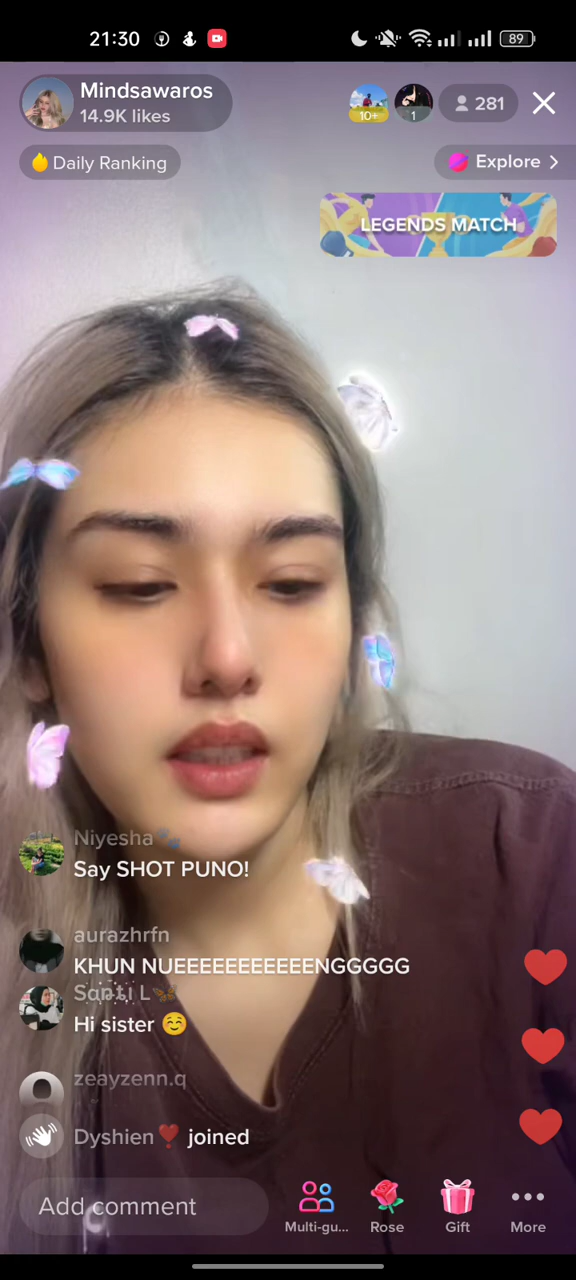 21:30
89
Mindsawaros
14.9K likes
10+
1
281
Daily Ranking
Explore
LEGENDS MATCH
Niyesha🐾
Say SHOT PUNO!
aurazhrfn
KHUN NUEEEEEEEEEEENGGGGG
Hi sister ☺️
zeayzenn.q
Dyshien❣️ joined
Add comment
Multi-gu...
Rose
Gift
More